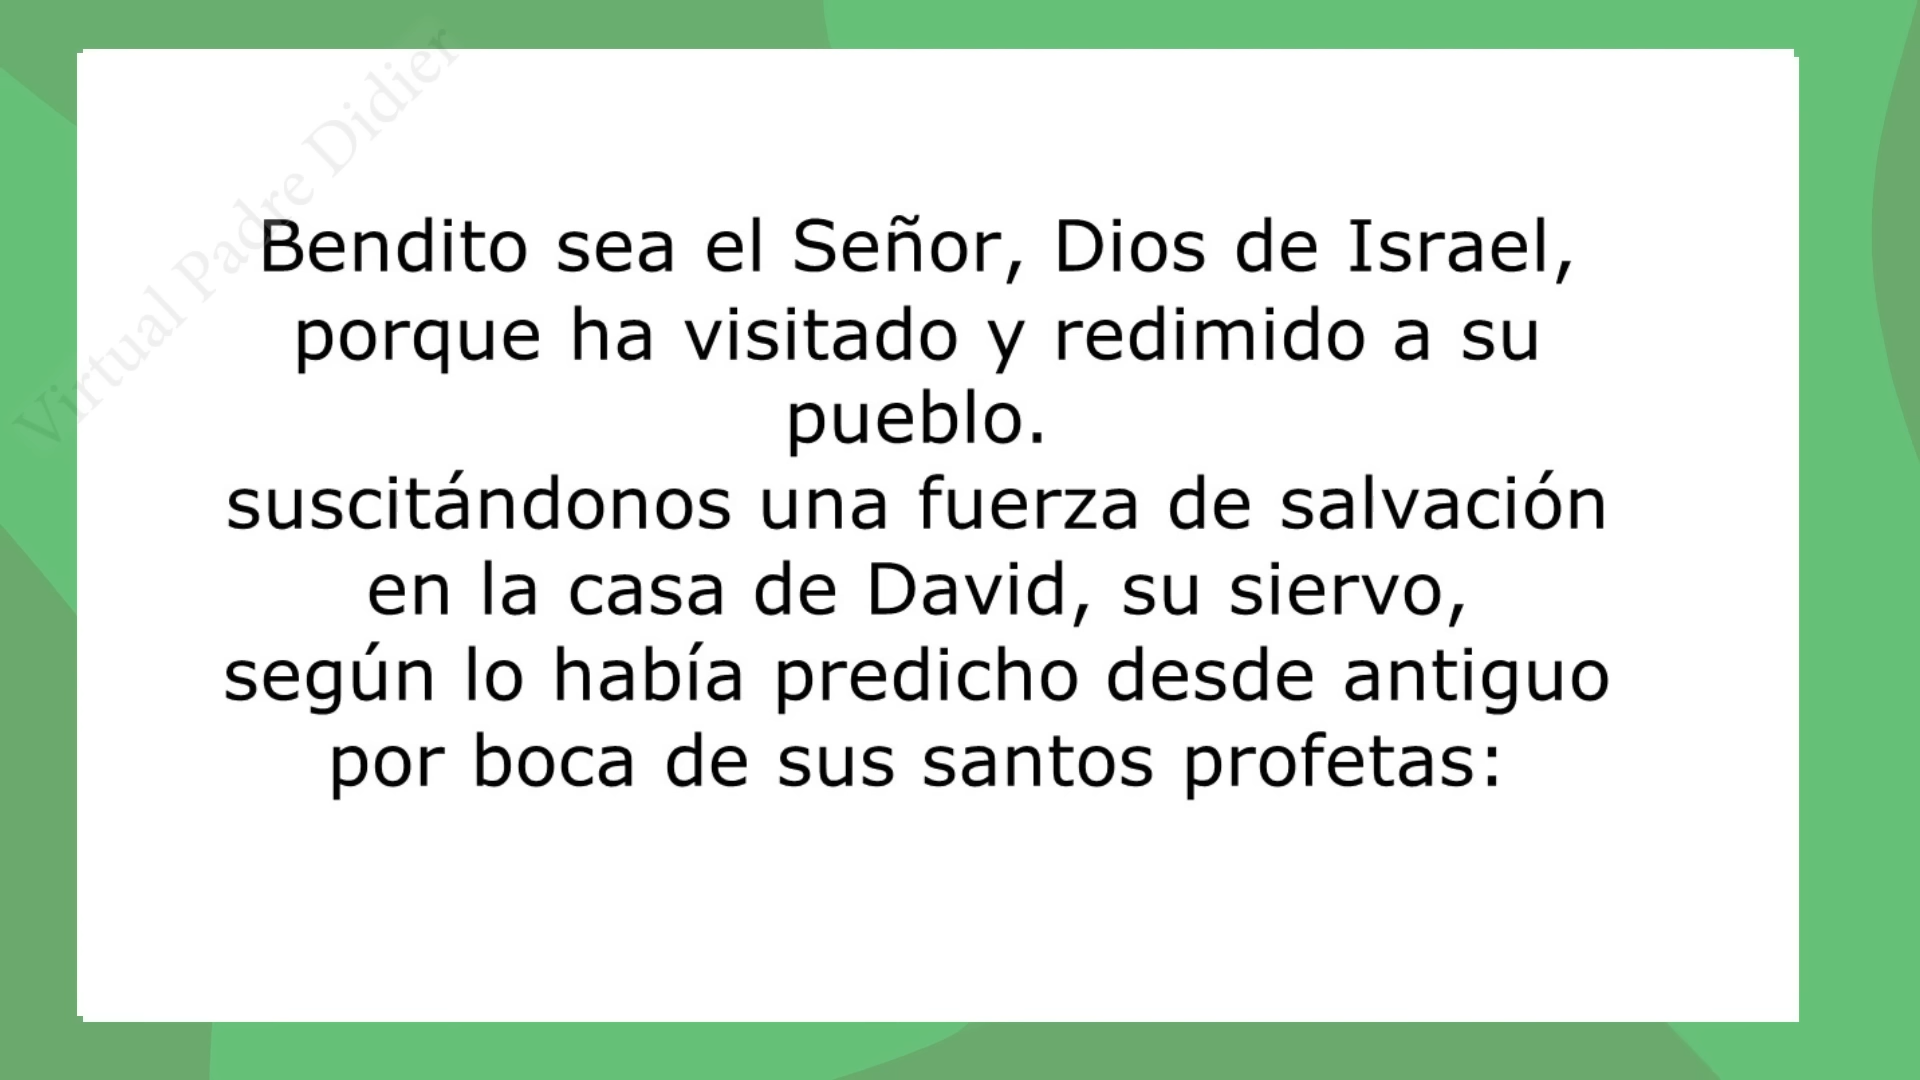 Virtual Padre Didier
Bendito sea el Señor, Dios de Israel,
porque ha visitado y redimido a su
pueblo.
suscitándonos una fuerza de salvación
en la casa de David, su siervo,
según lo había predicho desde antiguo
por boca de sus santos profetas: